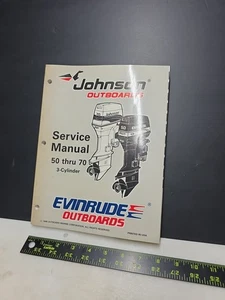 Johnson
OUTBOARDS
Service
Manual
50 thru 70
3-Cylinder
EVINRUDE
OUTBOARDS